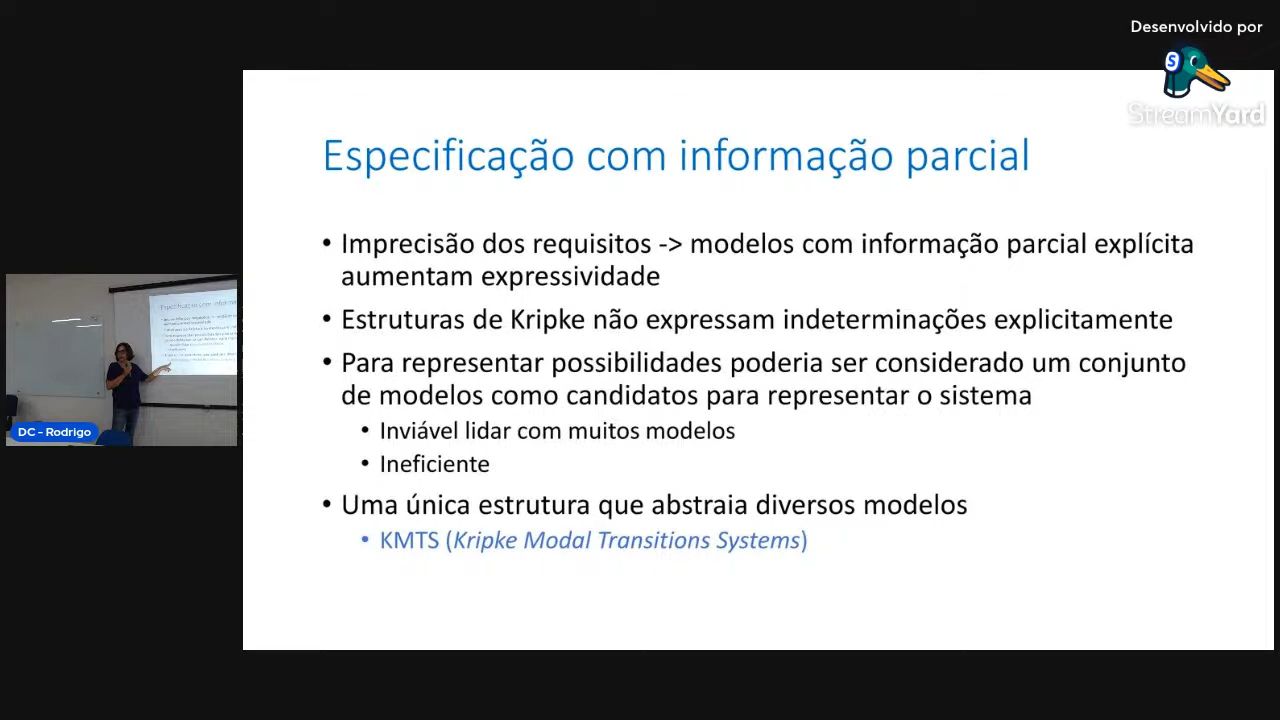 Desenvolvido por
StreamYard
Especificação com informação parcial
• Imprecisão dos requisitos -> modelos com informação parcial explícita
aumentam expressividade
• Estruturas de Kripke não expressam indeterminações explicitamente
• Para representar possibilidades poderia ser considerado um conjunto
de modelos como candidatos para representar o sistema
• Inviável lidar com muitos modelos
• Ineficiente
• Uma única estrutura que abstraia diversos modelos
• KMTS (Kripke Modal Transitions Systems)
DC - Rodrigo